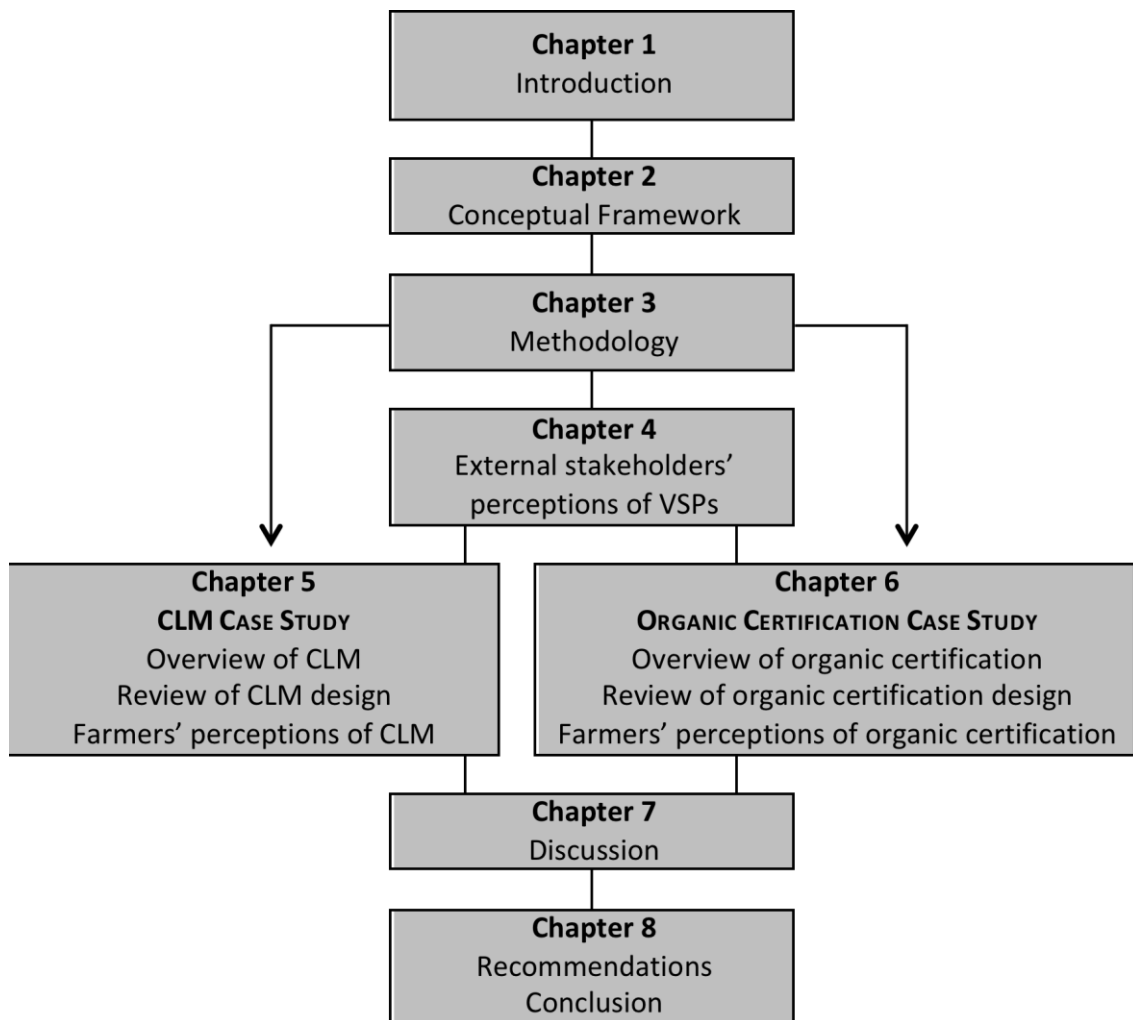 Chapter 1
Introduction
Chapter 2
Conceptual Framework
Chapter 3
Methodology
Chapter 4
External stakeholders’
perceptions of VSPs
Chapter 5
CLM CASE STUDY
Overview of CLM
Review of CLM design
Farmers’ perceptions of CLM
Chapter 6
ORGANIC CERTIFICATION CASE STUDY
Overview of organic certification
Review of organic certification design
Farmers’ perceptions of organic certification
Chapter 7
Discussion
Chapter 8
Recommendations
Conclusion